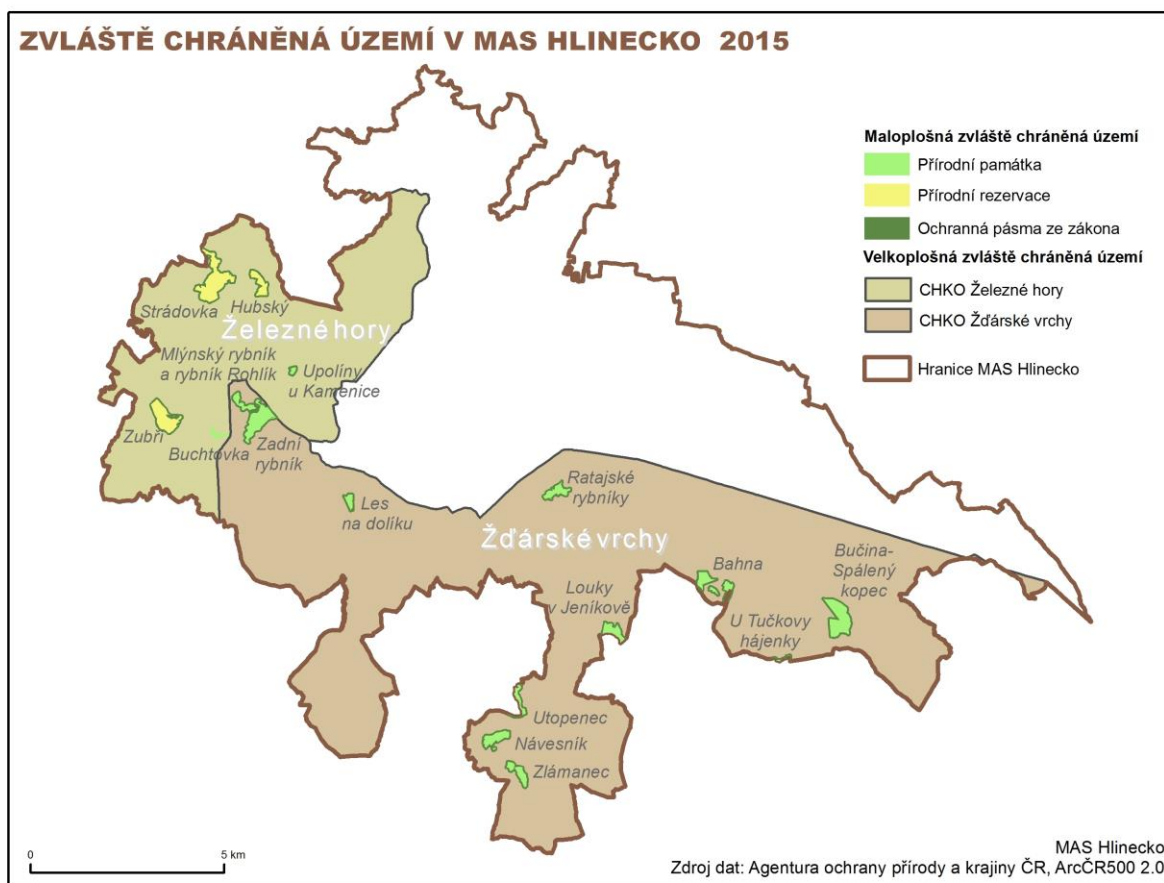 ZVLÁŠTĚ CHRÁNĚNÁ ÚZEMÍ V MAS HLINECKO 2015
Maloplošná zvláště chráněná území
Přírodní památka
Přírodní rezervace
Ochranná pásma ze zákona
Velkoplošná zvláště chráněná území
CHKO Železné hory
CHKO Žďárské vrchy
Hranice MAS Hlinecko
Strádovka
Hubský
Železné hory
Mlýnský rybník
a rybník Rohlík
Upolíny
u Kamenice
Zubří
Buchtovka
Zadní
rybník
Les
na dolíku
Ratajské
rybníky
Žďárské vrchy
Bahna
Bučina-
Spálený
kopec
Louky
v Jeníkově
U Tučkovy
hájenky
Utopenec
Návesník
Zlámanec
0
5 km
MAS Hlinecko
Zdroj dat: Agentura ochrany přírody a krajiny ČR, ArcČR500 2.0